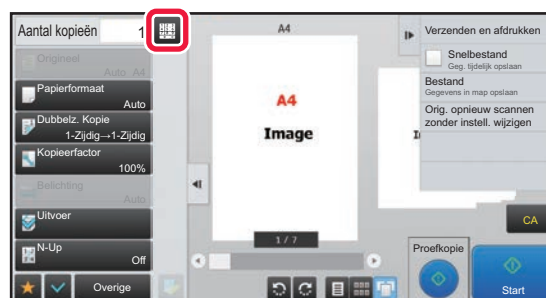 Aantal kopieën 1
Origineel
Auto A4
Papierformaat
Auto
Dubbelz. Kopie
1-Zijdig→1-Zijdig
Kopieerfactor
100%
Belichting
Auto
Uitvoer
N-Up
Off
Overige
A4
A4
Image
1 / 7
Verzenden en afdrukken
Snelbestand
Geg. tijdelijk opslaan
Bestand
Gegevens in map opslaan
Orig. opnieuw scannen
zonder instell. wijzigen
CA
Proefkopie
Start